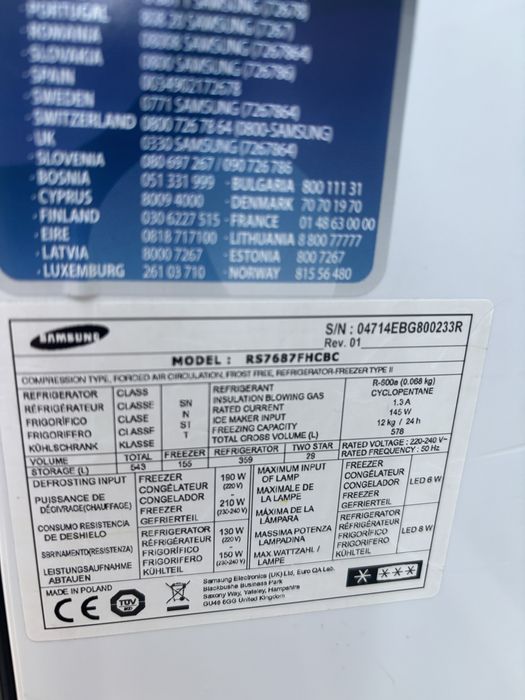 PORTUGAL
808 20 SAMSUNG (7267)
ROMANIA
08008 SAMSUNG (7267864)
SLOVAKIA
0800 SAMSUNG (726786)
SPAIN
0034902172678
SWEDEN
0771 SAMSUNG (7267864)
SWITZERLAND 0800 726 78 64 (0800-SAMSUNG)
UK
0330 SAMSUNG (7267864)
· SLOVENIA 080 697 267 / 090 726 786
· BOSNIA 051 331 999 · BULGARIA 800 111 31
· CYPRUS 8009 4000 · DENMARK 70 70 19 70
· FINLAND 030 6227 515 · FRANCE 01 48 63 00 00
· EIRE 0818 717100 · LITHUANIA 8 800 77777
· LATVIA 8000 7267 · ESTONIA 800 7267
· LUXEMBURG 261 03 710 · NORWAY 815 56 480
SAMSUNG
S/N : 04714EBG800233R
Rev. 01
MODEL : RS7687FHCBC
COMPRESSION TYPE, FORCED AIR CIRCULATION, FROST FREE, REFRIGERATOR-FREEZER TYPE II
REFRIGERATOR CLASS
RÉFRIGÉRATEUR CLASSE SN
FRIGORÍFICO CLASE N
FRIGORIFERO CLASSE ST
KÜHLSCHRANK KLASSE T
REFRIGERANT R-600a (0.068 kg)
INSULATION BLOWING GAS CYCLOPENTANE
RATED CURRENT 1.3 A
ICE MAKER INPUT 145 W
FREEZING CAPACITY 12 kg / 24 h
TOTAL GROSS VOLUME (L) 578
VOLUME TOTAL FREEZER REFRIGERATOR TWO STAR
STORAGE (L) 543 155 359 29
RATED VOLTAGE : 220-240 V~
RATED FREQUENCY : 50 Hz
DEFROSTING INPUT
PUISSANCE DE DÉGIVRAGE(CHAUFFAGE)
CONSUMO RESISTENCIA DE DESHIELO
SBRINAMENTO(RESISTENZA)
LEISTUNGSAUFNAHME ABTAUEN
FREEZER 190 W
CONGÉLATEUR (220 V)
CONGELADOR
FREEZER 210 W
GEFRIERTEIL (230-240 V)
REFRIGERATOR 130 W
RÉFRIGÉRATEUR (220 V)
FRIGORÍFICO
FRIGORIFERO 150 W
KÜHLTEIL (230-240 V)
MAXIMUM INPUT OF LAMP
MAXIMALE DE LA LAMPE
MÁXIMA DE LA LÁMPARA
MASSIMA POTENZA LAMPADINA
MAX WATTZAHL / LAMPE
FREEZER
CONGÉLATEUR
CONGELADOR LED 6 W
FREEZER
GEFRIERTEIL
REFRIGERATOR
RÉFRIGÉRATEUR
FRIGORÍFICO LED 8 W
FRIGORIFERO
KÜHLTEIL
MADE IN POLAND
CE
TÜV
Samsung Electronics (UK) Ltd, Euro QA Lab.
Blackbushe Business Park
Saxony Way, Yateley, Hampshire
GU46 6GG United Kingdom